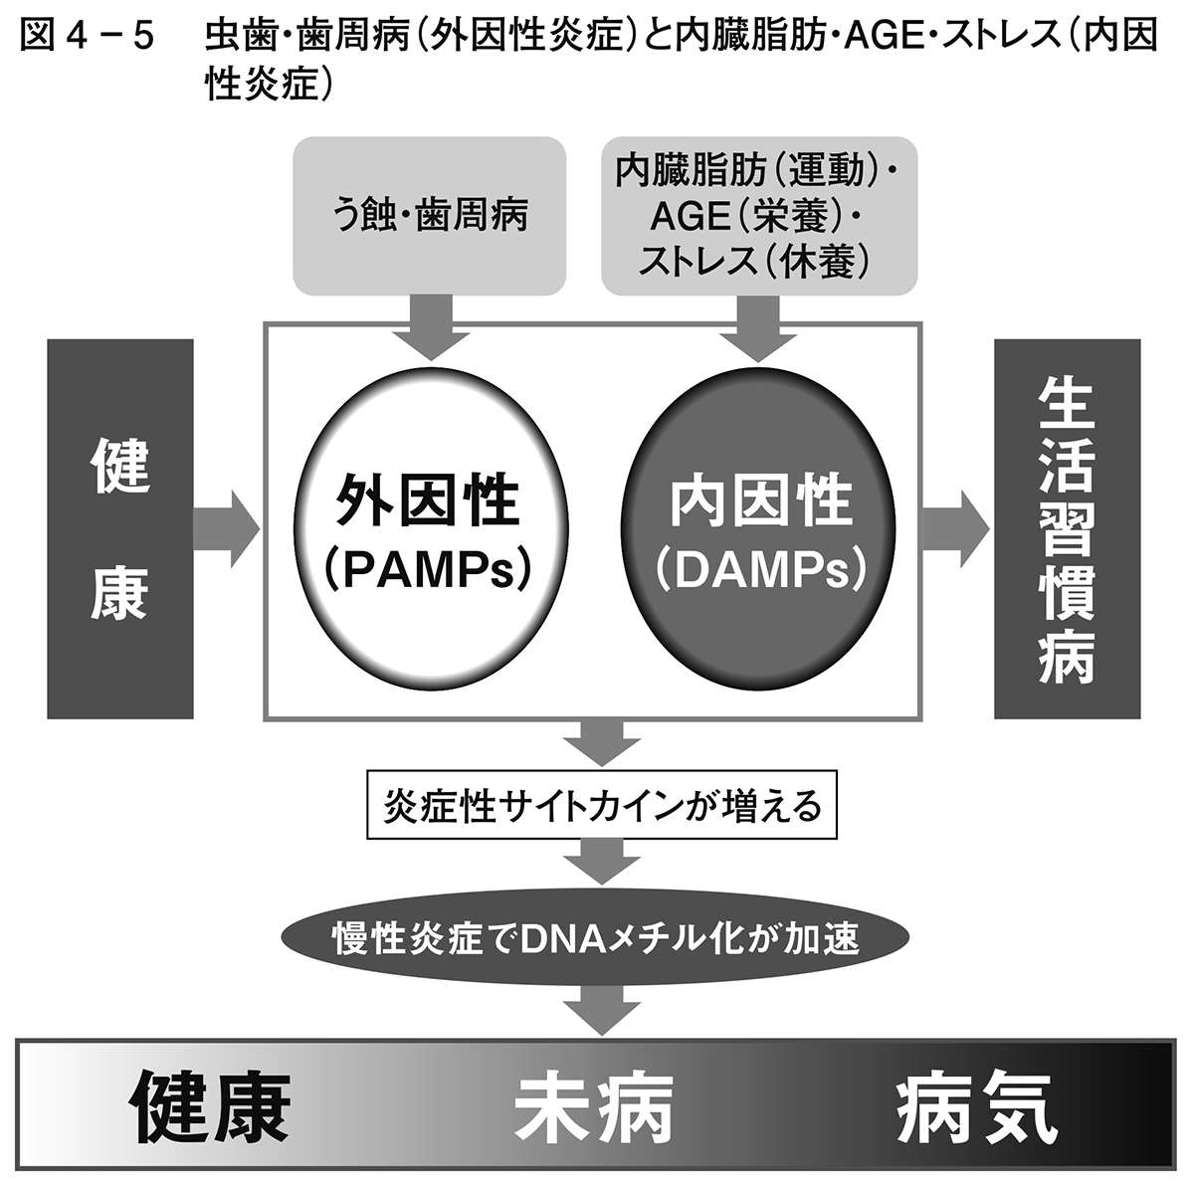 図4-5 虫歯・歯周病(外因性炎症)と内臓脂肪・AGE・ストレス(内因
性炎症)
う蝕・歯周病
内臓脂肪(運動)・
AGE(栄養)・
ストレス(休養)
健康
外因性
(PAMPs)
内因性
(DAMPs)
生活習慣病
炎症性サイトカインが増える
慢性炎症でDNAメチル化が加速
健康 未病 病気